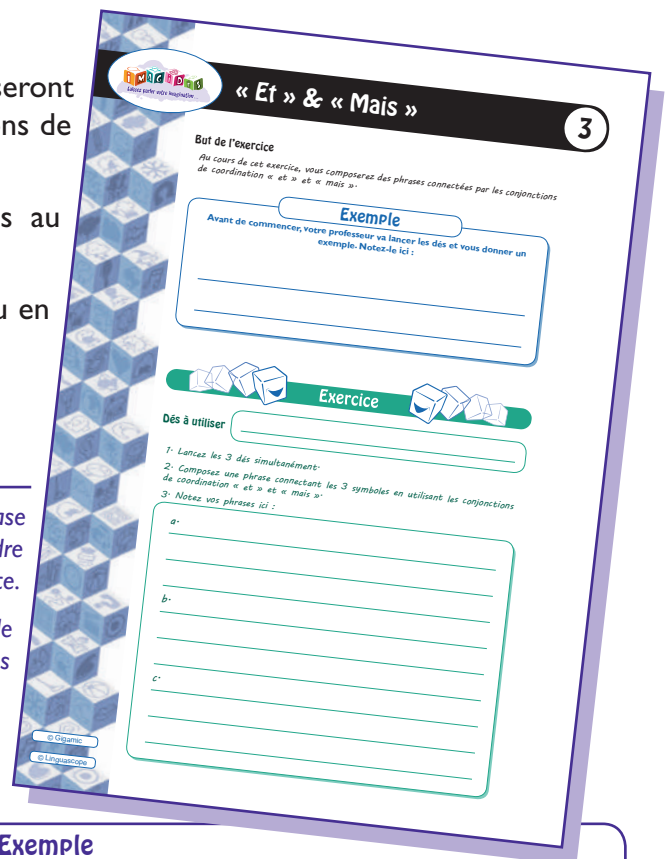 seront
ns de
s au
u en
ase
dre
te.
le
s
iMAGiDéS
Laissez parler votre imagination...
« Et » & « Mais »
3
But de l'exercice
Au cours de cet exercice, vous composerez des phrases connectées par les conjonctions
de coordination « et » et « mais ».
Exemple
Avant de commencer, votre professeur va lancer les dés et vous donner un
exemple. Notez-le ici :
Exercice
Dés à utiliser
1. Lancez les 3 dés simultanément.
2. Composez une phrase connectant les 3 symboles en utilisant les conjonctions
de coordination « et » et « mais ».
3. Notez vos phrases ici :
a.
b.
c.
© Gigamic
© Linguascope
Exemple